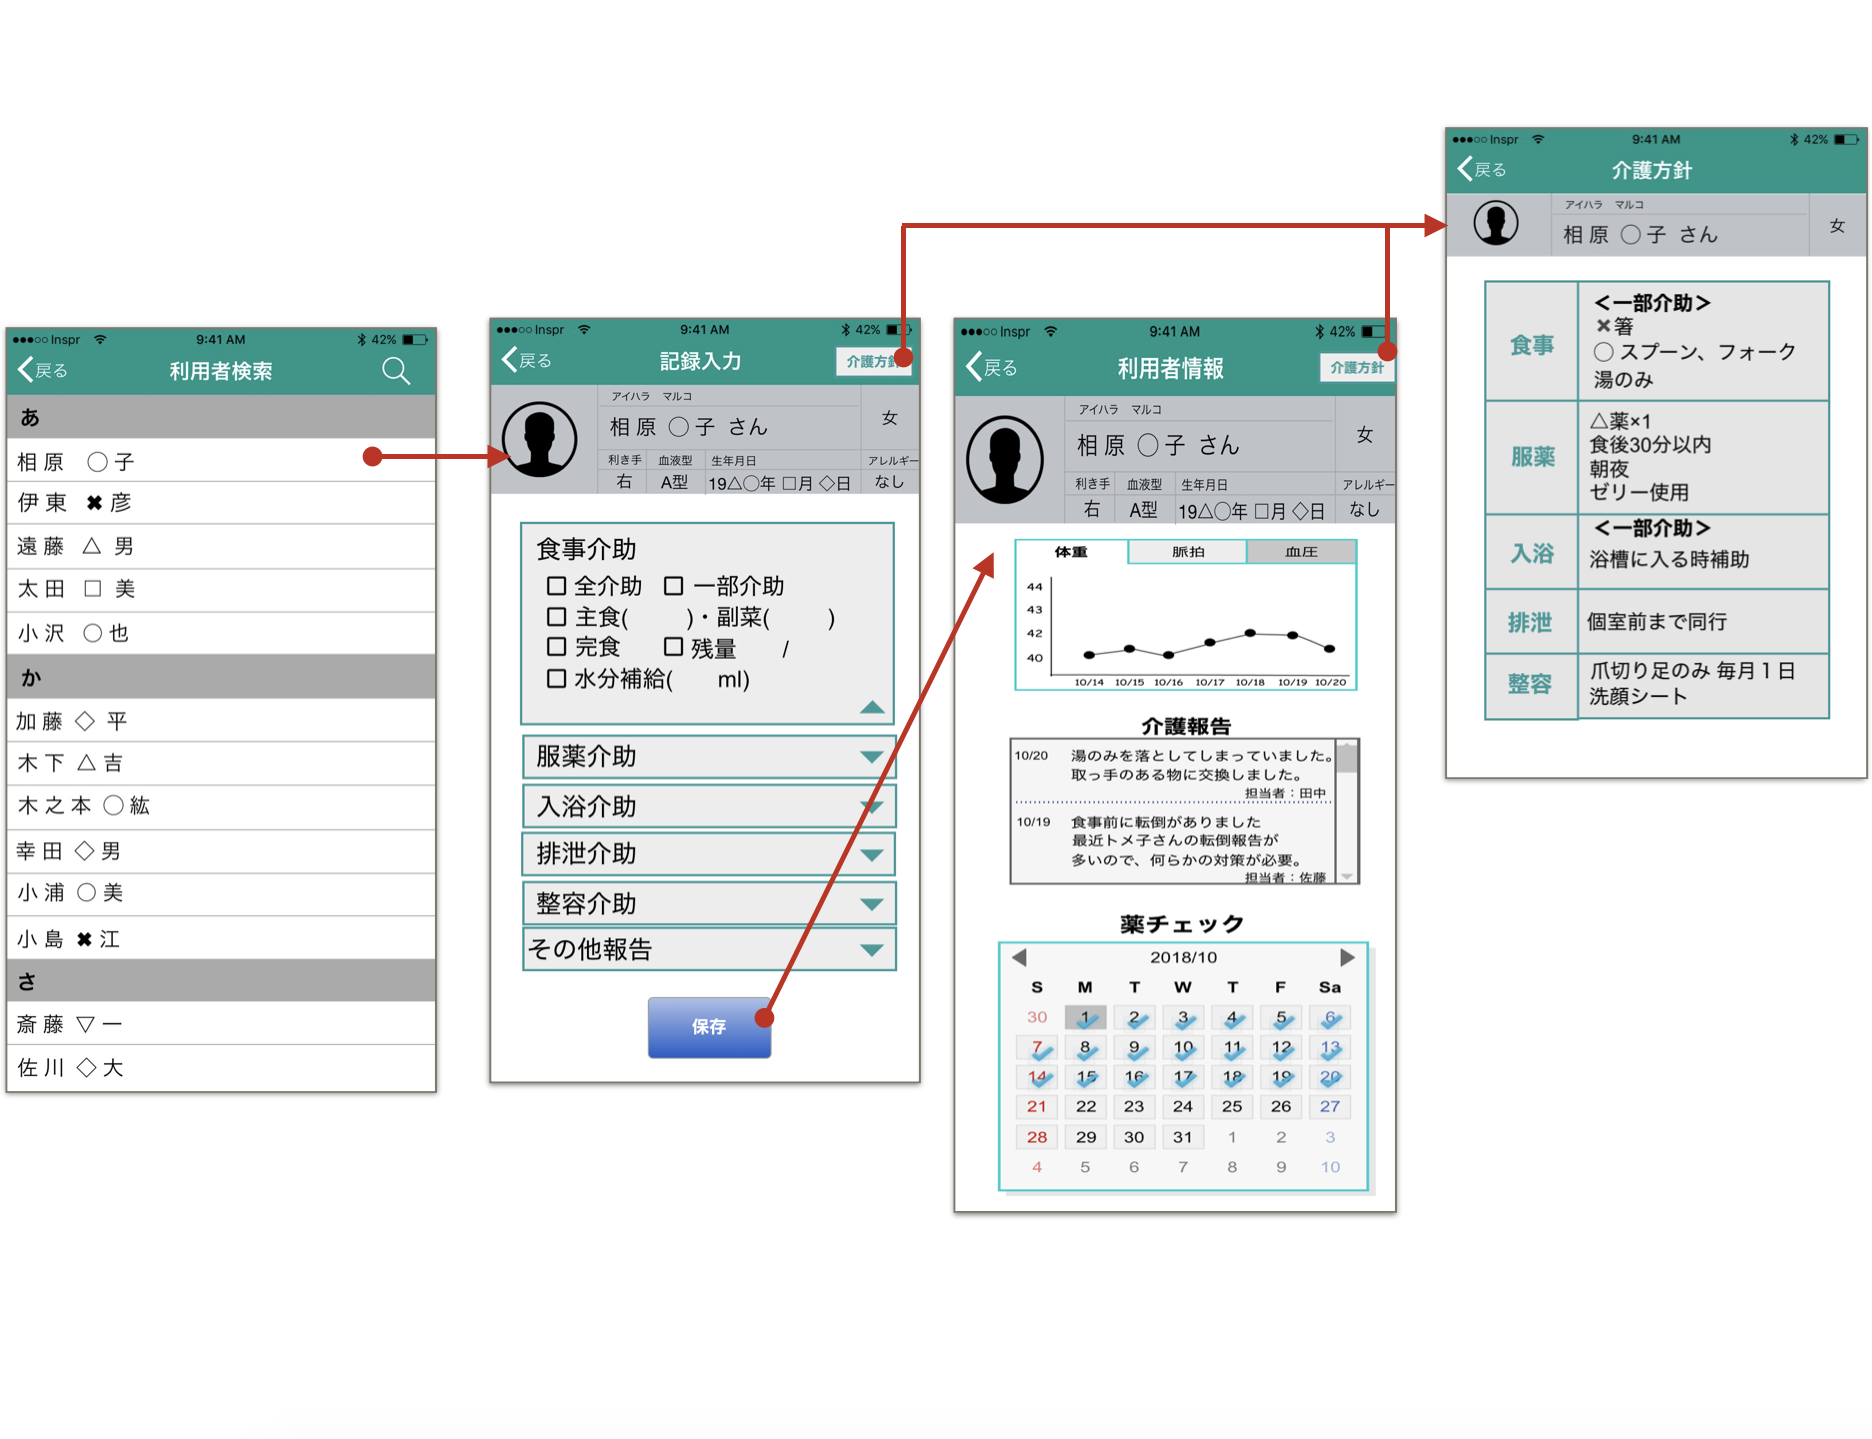 ●●●○○ Inspr 9:41 AM 42%
戻る 利用者検索
あ
相原 ○子
伊東 ✖彦
遠藤 △ 男
太田 □ 美
小沢 ○也
か
加藤 ◇ 平
木下 △吉
木之本 ○紘
幸田 ◇男
小浦 ○美
小島 ✖江
さ
斎藤 ▽一
佐川 ◇大
●●●○○ Inspr 9:41 AM 42%
戻る 記録入力 介護方針
アイハラ マルコ
相原 ○子 さん 女
利き手 血液型 生年月日 アレルギー
右 A型 19△○年 □月 ◇日 なし
食事介助
□ 全介助 □ 一部介助
□ 主食( )・副菜( )
□ 完食 □ 残量 /
□ 水分補給( ml)
服薬介助
入浴介助
排泄介助
整容介助
その他報告
保存
●●●○○ Inspr 9:41 AM 42%
戻る 利用者情報 介護方針
アイハラ マルコ
相原 ○子 さん 女
利き手 血液型 生年月日 アレルギー
右 A型 19△○年 □月 ◇日 なし
体重 脈拍 血圧
44
43
42
40
10/14 10/15 10/16 10/17 10/18 10/19 10/20
介護報告
10/20 湯のみを落としてしまっていました。
取っ手のある物に交換しました。
担当者：田中
10/19 食事前に転倒がありました
最近トメ子さんの転倒報告が
多いので、何らかの対策が必要。
担当者：佐藤
薬チェック
2018/10
S M T W T F Sa
30 1 2 3 4 5 6
7 8 9 10 11 12 13
14 15 16 17 18 19 20
21 22 23 24 25 26 27
28 29 30 31 1 2 3
4 5 6 7 8 9 10
●●●○○ Inspr 9:41 AM 42%
戻る 介護方針
アイハラ マルコ
相原 ○子 さん 女
食事
＜一部介助＞
✖箸
○ スプーン、フォーク
湯のみ
服薬
△薬×1
食後30分以内
朝夜
ゼリー使用
入浴
＜一部介助＞
浴槽に入る時補助
排泄
個室前まで同行
整容
爪切り足のみ 毎月１日
洗顔シート